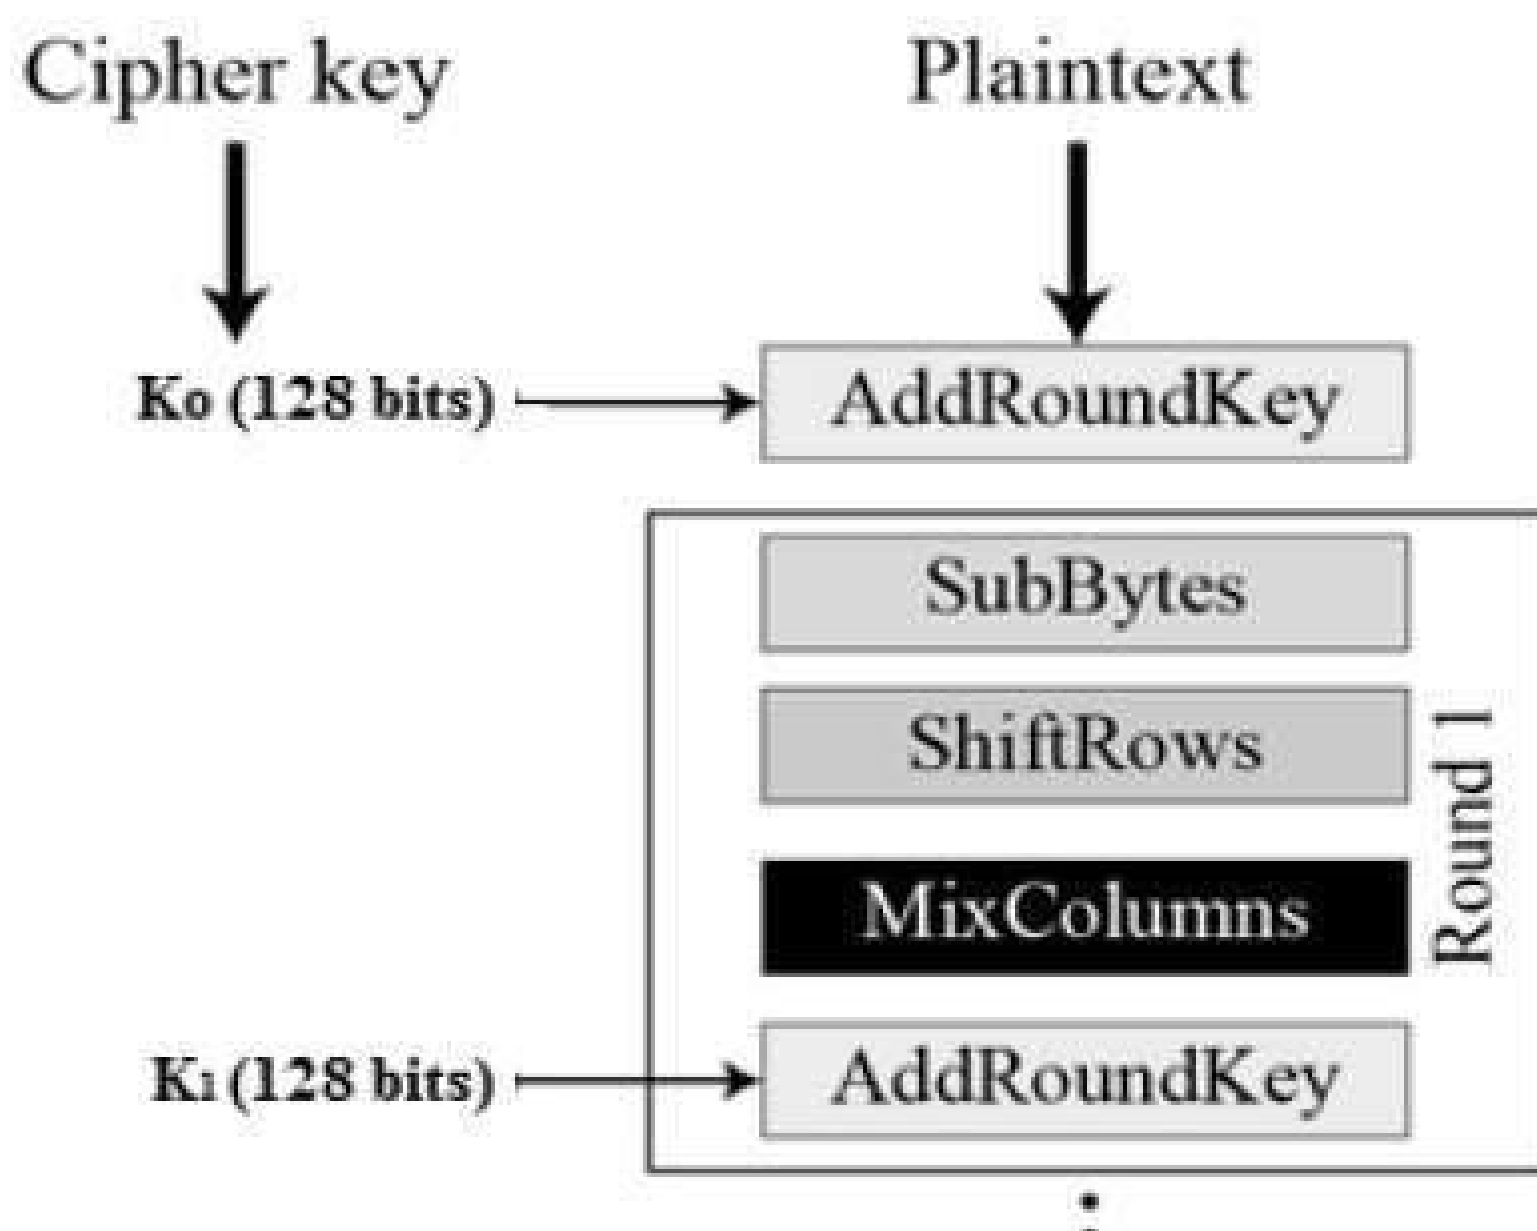 Cipher key
Plaintext
K0 (128 bits)
AddRoundKey
SubBytes
ShiftRows
MixColumns
Round 1
K1 (128 bits)
AddRoundKey